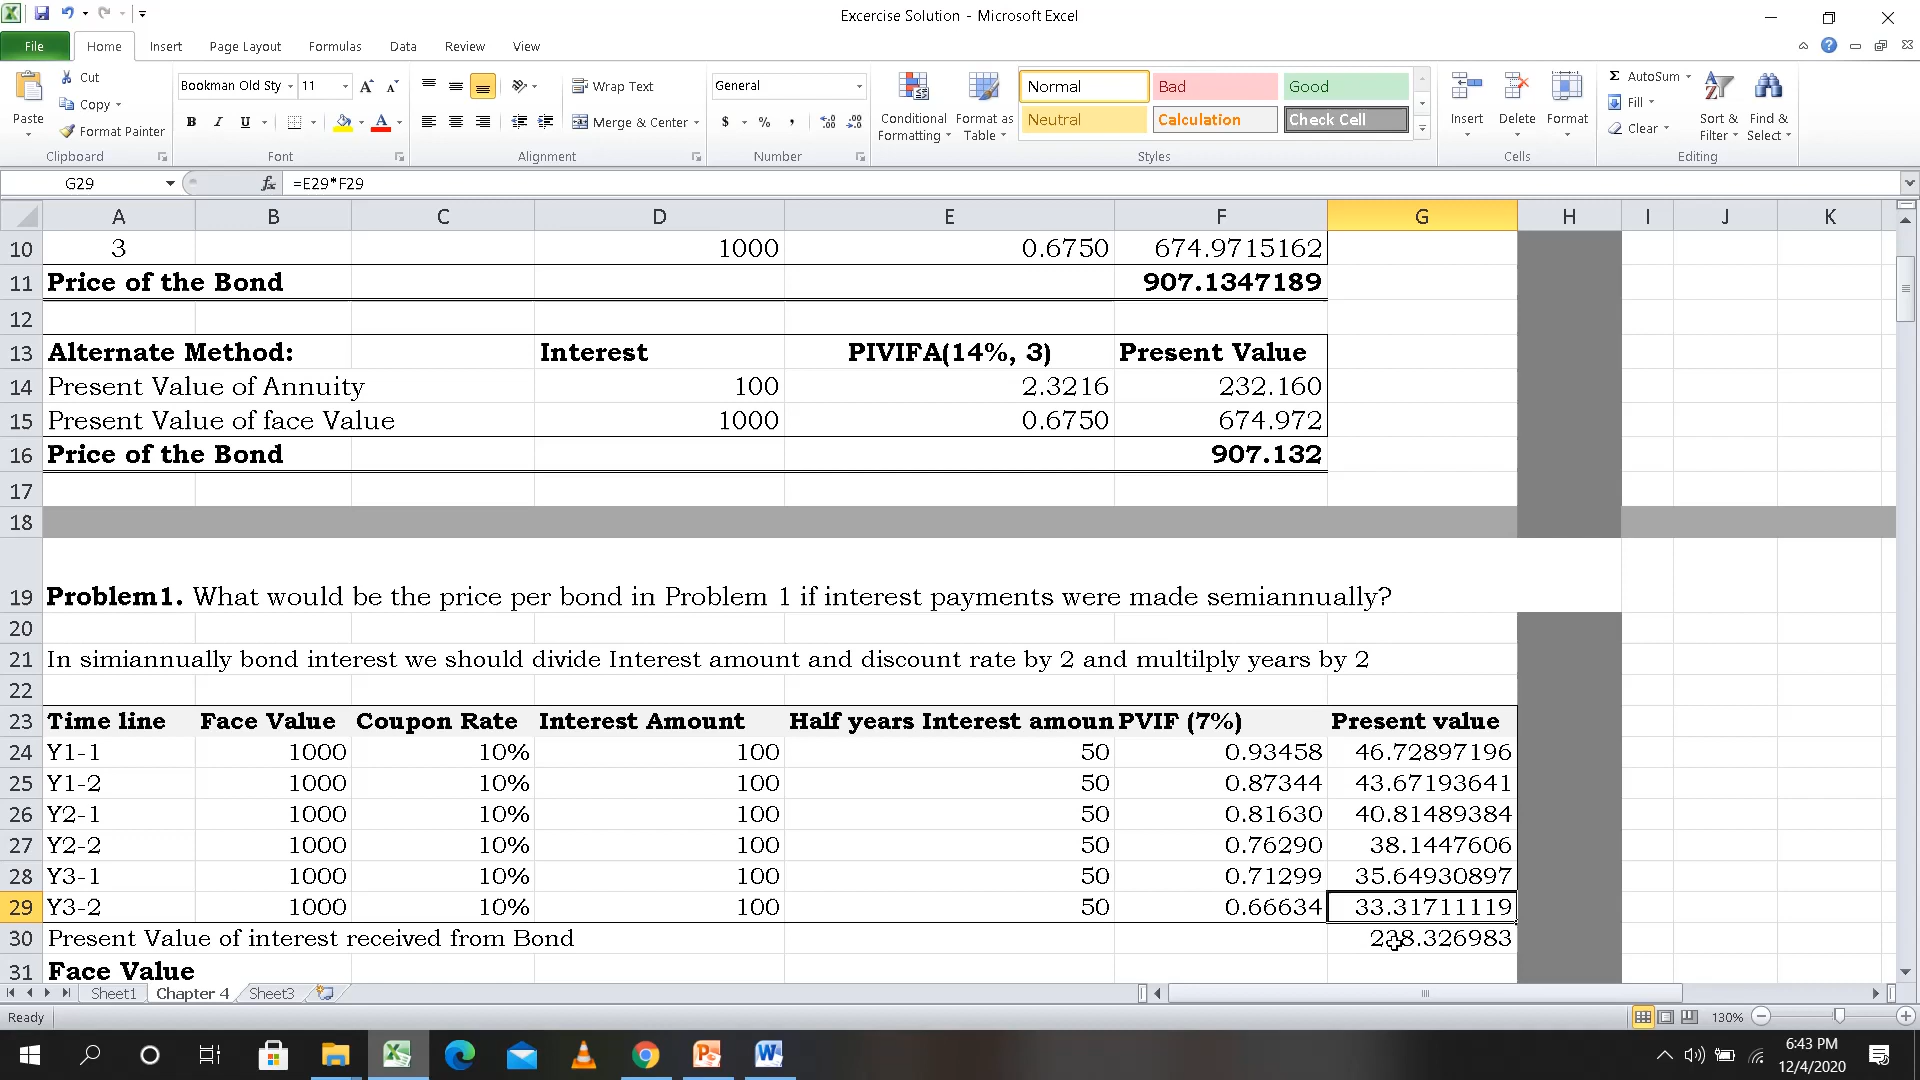 Excercise Solution - Microsoft Excel
File Home Insert Page Layout Formulas Data Review View
Paste
Cut
Copy
Format Painter
Clipboard
Bookman Old Sty 11
B I U
Font
Wrap Text
Merge & Center
Alignment
General
$ % ,
Number
Conditional Formatting
Format as Table
Normal Bad Good
Neutral Calculation Check Cell
Styles
Insert Delete Format
Cells
Σ AutoSum
Fill
Clear
Sort & Filter
Find & Select
Editing
G29 fx =E29*F29
A B C D E F G H I J K
10 3 1000 0.6750 674.9715162
11 Price of the Bond 907.1347189
12
13 Alternate Method: Interest PIVIFA(14%, 3) Present Value
14 Present Value of Annuity 100 2.3216 232.160
15 Present Value of face Value 1000 0.6750 674.972
16 Price of the Bond 907.132
17
18
19 Problem1. What would be the price per bond in Problem 1 if interest payments were made semiannually?
20
21 In simiannually bond interest we should divide Interest amount and discount rate by 2 and multilply years by 2
22
23 Time line Face Value Coupon Rate Interest Amount Half years Interest amoun PVIF (7%) Present value
24 Y1-1 1000 10% 100 50 0.93458 46.72897196
25 Y1-2 1000 10% 100 50 0.87344 43.67193641
26 Y2-1 1000 10% 100 50 0.81630 40.81489384
27 Y2-2 1000 10% 100 50 0.76290 38.1447606
28 Y3-1 1000 10% 100 50 0.71299 35.64930897
29 Y3-2 1000 10% 100 50 0.66634 33.31711119
30 Present Value of interest received from Bond 238.326983
31 Face Value
Sheet1 Chapter 4 Sheet3
Ready 130%
6:43 PM
12/4/2020